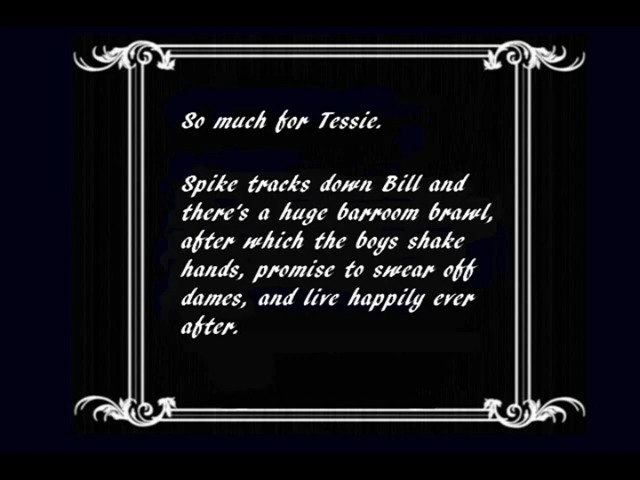 So much for Tessie.
Spike tracks down Bill and
there's a huge barroom brawl,
after which the boys shake
hands, promise to swear off
dames, and live happily ever
after.